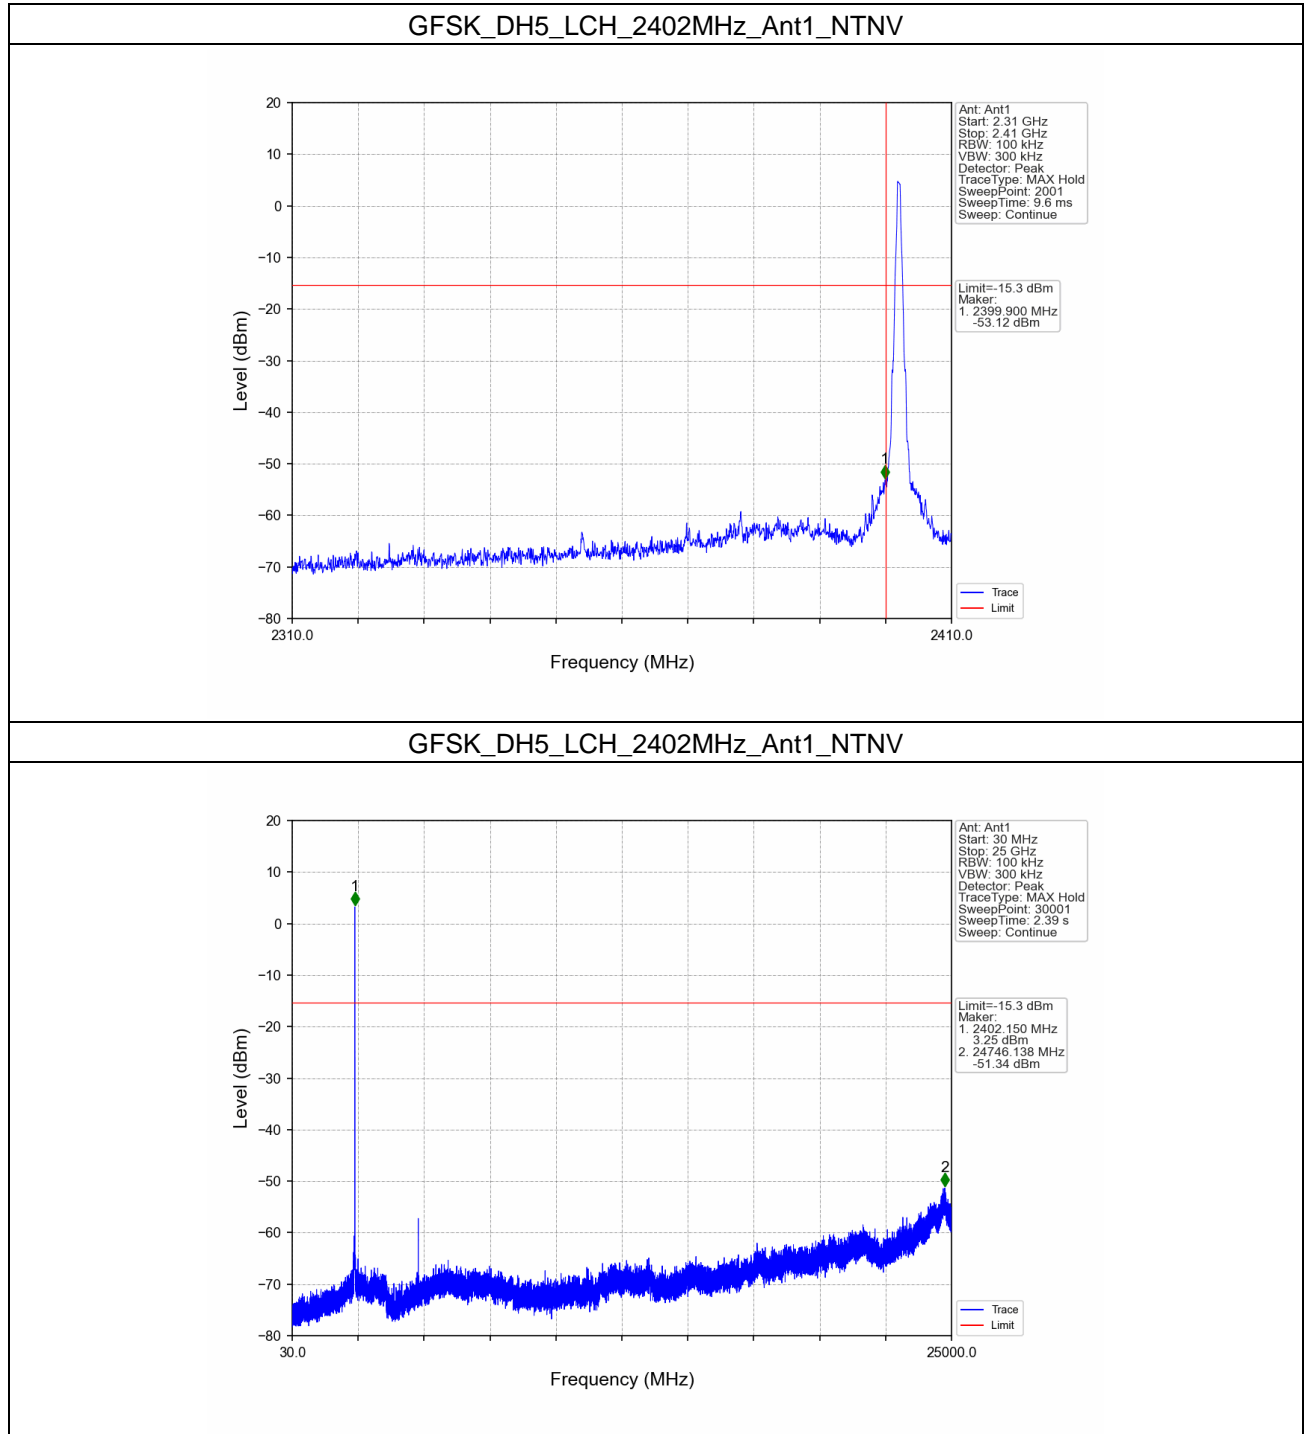 GFSK_DH5_LCH_2402MHz_Ant1_NTNV
20
10
0
−10
−20
−30
−40
−50
−60
−70
−80
Level (dBm)
1
2310.0
2410.0
Frequency (MHz)
Ant: Ant1
Start: 2.31 GHz
Stop: 2.41 GHz
RBW: 100 kHz
VBW: 300 kHz
Detector: Peak
TraceType: MAX Hold
SweepPoint: 2001
SweepTime: 9.6 ms
Sweep: Continue
Limit=-15.3 dBm
Maker:
1. 2399.900 MHz
-53.12 dBm
Trace
Limit
GFSK_DH5_LCH_2402MHz_Ant1_NTNV
20
10
0
−10
−20
−30
−40
−50
−60
−70
−80
Level (dBm)
1
2
30.0
25000.0
Frequency (MHz)
Ant: Ant1
Start: 30 MHz
Stop: 25 GHz
RBW: 100 kHz
VBW: 300 kHz
Detector: Peak
TraceType: MAX Hold
SweepPoint: 30001
SweepTime: 2.39 s
Sweep: Continue
Limit=-15.3 dBm
Maker:
1. 2402.150 MHz
3.25 dBm
2. 24746.138 MHz
-51.34 dBm
Trace
Limit